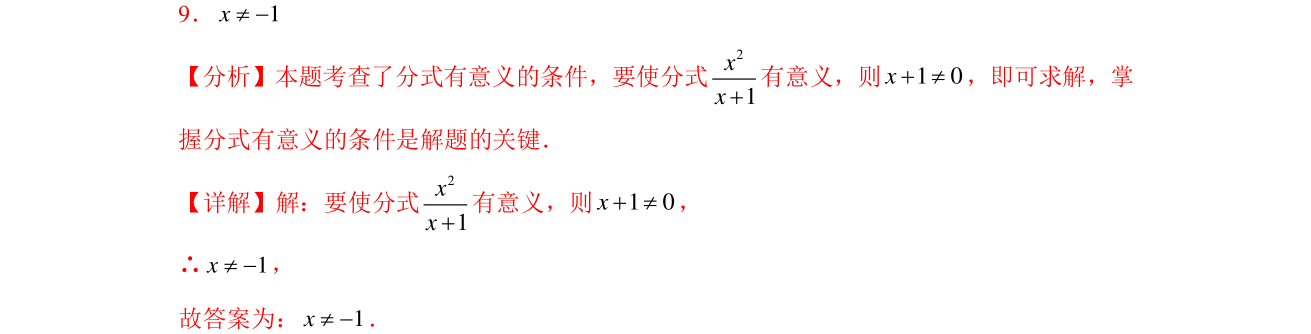 9． x ≠ −1
【分析】本题考查了分式有意义的条件，要使分式 x²/(x+1) 有意义，则 x+1≠0，即可求解，掌
握分式有意义的条件是解题的关键．
【详解】解：要使分式 x²/(x+1) 有意义，则 x+1≠0，
∴ x ≠ −1，
故答案为： x ≠ −1．